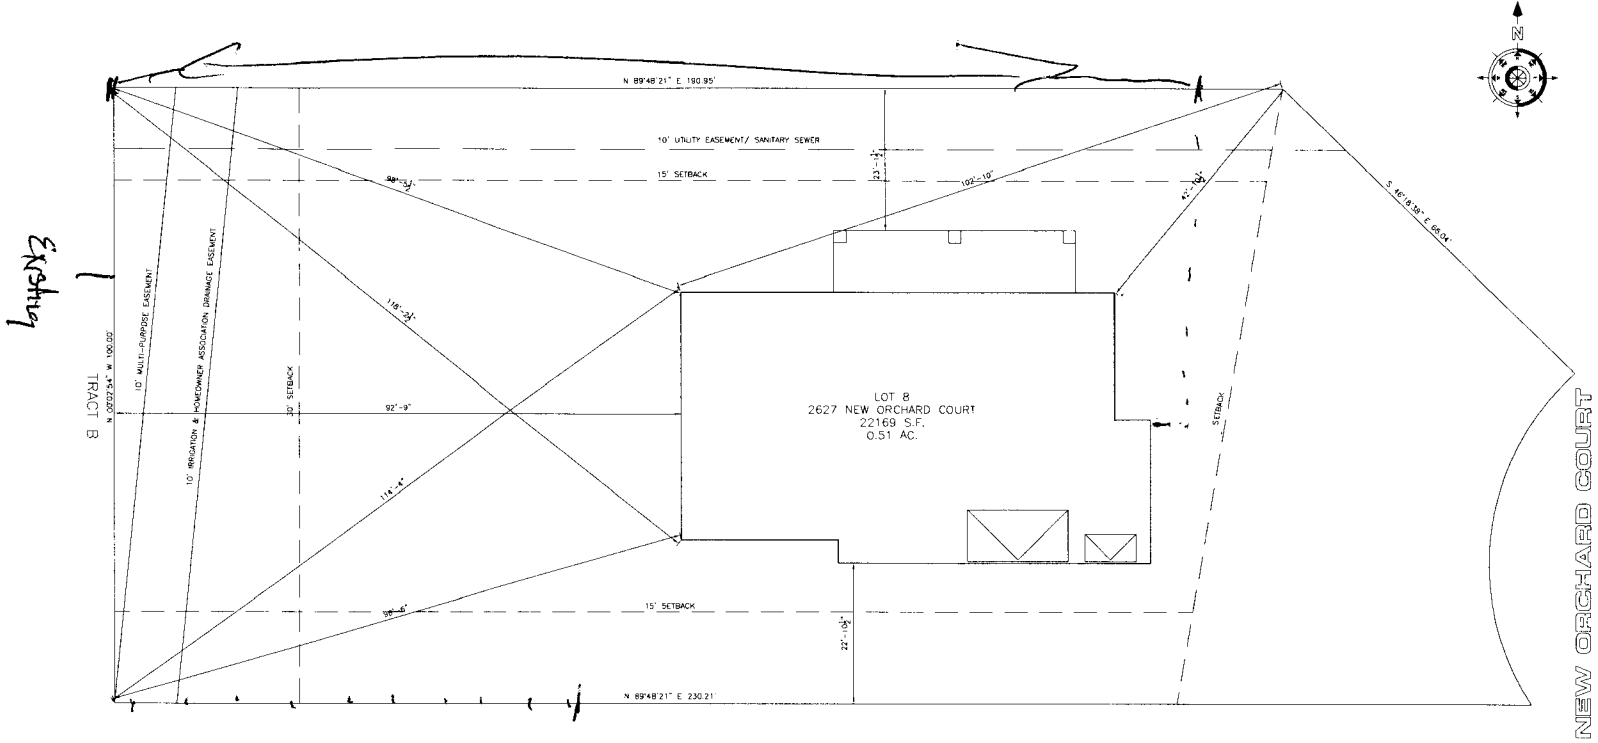 N
N 89°48'21" E 190.95'
10' UTILITY EASEMENT/ SANITARY SEWER
15' SETBACK
23'-1½"
98'-5½"
102'-10"
42'-10½"
S 46°18'38" E 66.04'
Existing
10' MULTI-PURPOSE EASEMENT
10' IRRIGATION & HOMEOWNER ASSOCIATION DRAINAGE EASEMENT
118'-2½"
N 00°02'54" W 100.00'
TRACT B
30' SETBACK
92'-9"
LOT 8
2627 NEW ORCHARD COURT
22169 S.F.
0.51 AC.
SETBACK
NEW ORCHARD COURT
114'-4"
98'-6"
15' SETBACK
22'-10½"
N 89°48'21" E 230.21'